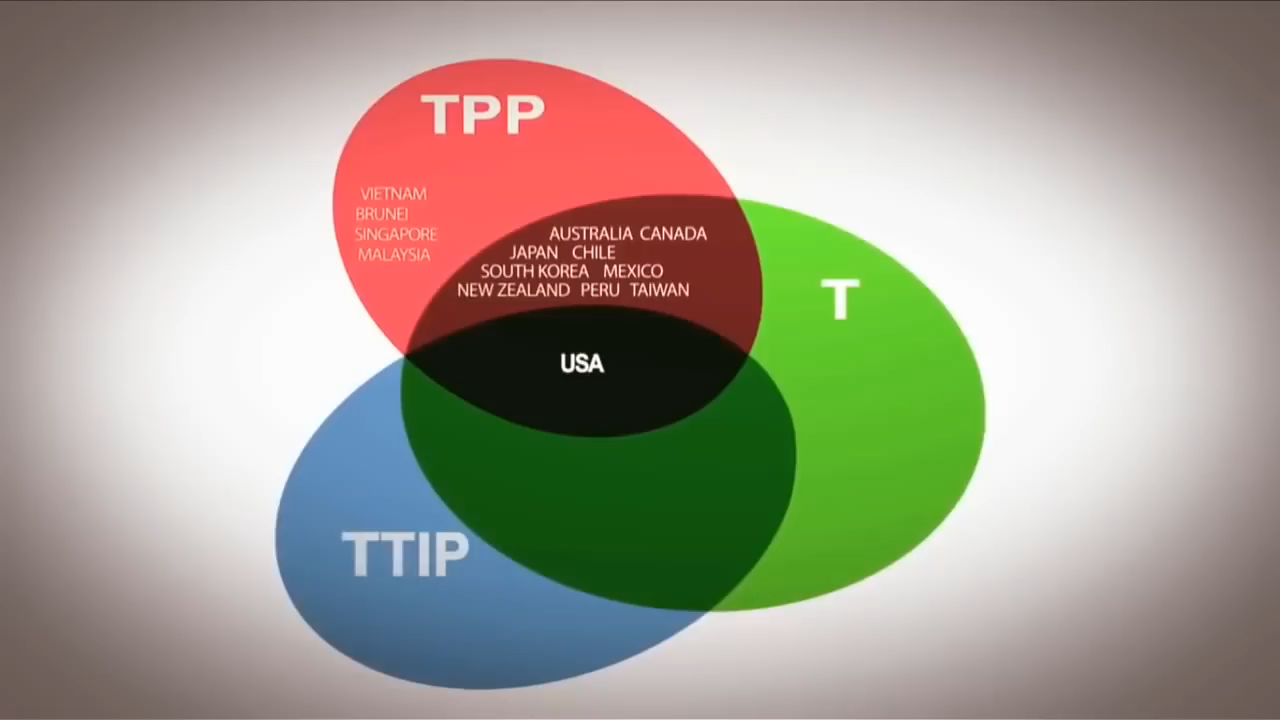 TPP
VIETNAM
BRUNEI
SINGAPORE
MALAYSIA
AUSTRALIA CANADA
JAPAN CHILE
SOUTH KOREA MEXICO
NEW ZEALAND PERU TAIWAN
T
USA
TTIP